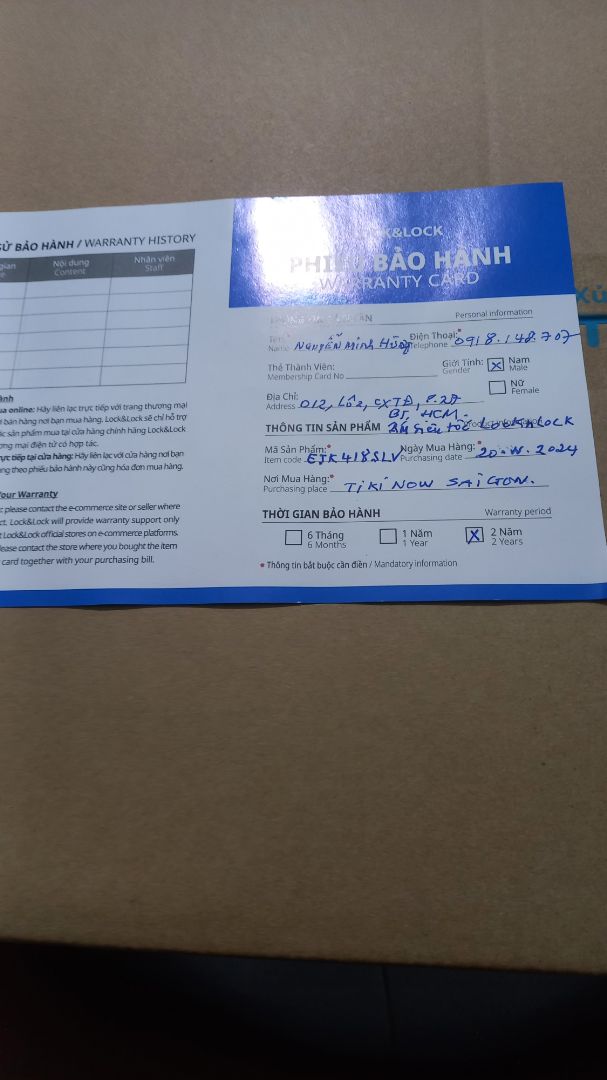 Ử BẢO HÀNH / WARRANTY HISTORY
gian Nội dung Nhân viên
Content Staff
ành
ua online: Hãy liên lạc trực tiếp với trang thương mại
i bán hàng nơi bạn mua hàng. Lock&Lock sẽ chỉ hỗ trợ
ác sản phẩm mua tại cửa hàng chính hãng Lock&Lock
ơng mại điện tử có hợp tác.
rực tiếp tại cửa hàng: Hãy liên lạc với cửa hàng nơi bạn
ng theo phiếu bảo hành này cũng hóa đơn mua hàng.
Your Warranty
: please contact the e-commerce site or seller where
ct. Lock&Lock will provide warranty support only
t Lock&Lock official stores on e-commerce platforms.
lease contact the store where you bought the item
card together with your purchasing bill.
LOCK&LOCK
PHIẾU BẢO HÀNH
WARRANTY CARD
Personal information
Tên:* NGUYỄN Minh Hùng Điện Thoại:* 0918.148.707
Name Telephone
Thẻ Thành Viên: Giới Tính: X Nam
Membership Card No Gender Male
Nữ
Female
Địa Chỉ: 012, Lô 2, CXTĐ, P.27
Address BT, HCM.
THÔNG TIN SẢN PHẨM siêu tốc Lock&LOCK
Mã Sản Phẩm:* EJK418SLV Ngày Mua Hàng:* 2024
Item code Purchasing date
Nơi Mua Hàng:* TIKI NOW SAIGON.
Purchasing place
THỜI GIAN BẢO HÀNH Warranty period
6 Tháng 1 Năm X 2 Năm
6 Months 1 Year 2 Years
* Thông tin bắt buộc cần điền / Mandatory information
Xử
T